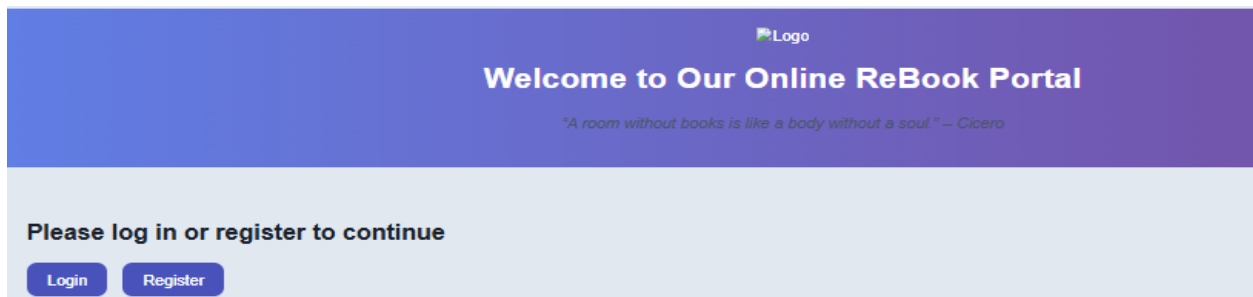 Logo
Welcome to Our Online ReBook Portal
"A room without books is like a body without a soul." – Cicero
Please log in or register to continue
Login
Register